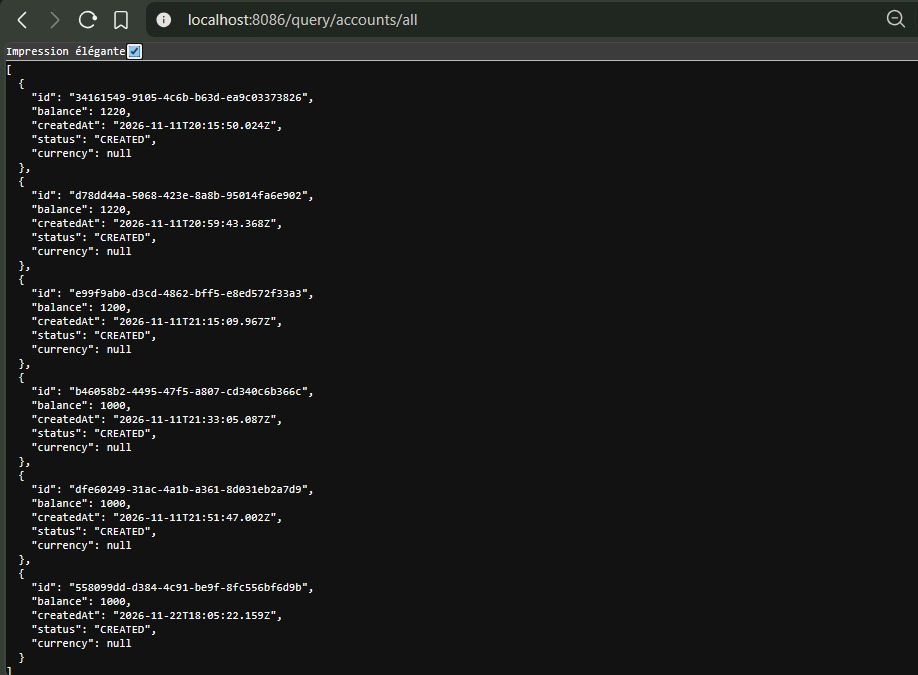 localhost:8086/query/accounts/all
Impression élégante
[
  {
    "id": "34161549-9105-4c6b-b63d-ea9c03373826",
    "balance": 1220,
    "createdAt": "2026-11-11T20:15:50.024Z",
    "status": "CREATED",
    "currency": null
  },
  {
    "id": "d78dd44a-5068-423e-8a8b-95014fa6e902",
    "balance": 1220,
    "createdAt": "2026-11-11T20:59:43.368Z",
    "status": "CREATED",
    "currency": null
  },
  {
    "id": "e99f9ab0-d3cd-4862-bff5-e8ed572f33a3",
    "balance": 1200,
    "createdAt": "2026-11-11T21:15:09.967Z",
    "status": "CREATED",
    "currency": null
  },
  {
    "id": "b46058b2-4495-47f5-a807-cd340c6b366c",
    "balance": 1000,
    "createdAt": "2026-11-11T21:33:05.087Z",
    "status": "CREATED",
    "currency": null
  },
  {
    "id": "dfe60249-31ac-4a1b-a361-8d031eb2a7d9",
    "balance": 1000,
    "createdAt": "2026-11-11T21:51:47.002Z",
    "status": "CREATED",
    "currency": null
  },
  {
    "id": "558099dd-d384-4c91-be9f-8fc556bf6d9b",
    "balance": 1000,
    "createdAt": "2026-11-22T18:05:22.159Z",
    "status": "CREATED",
    "currency": null
  }
]